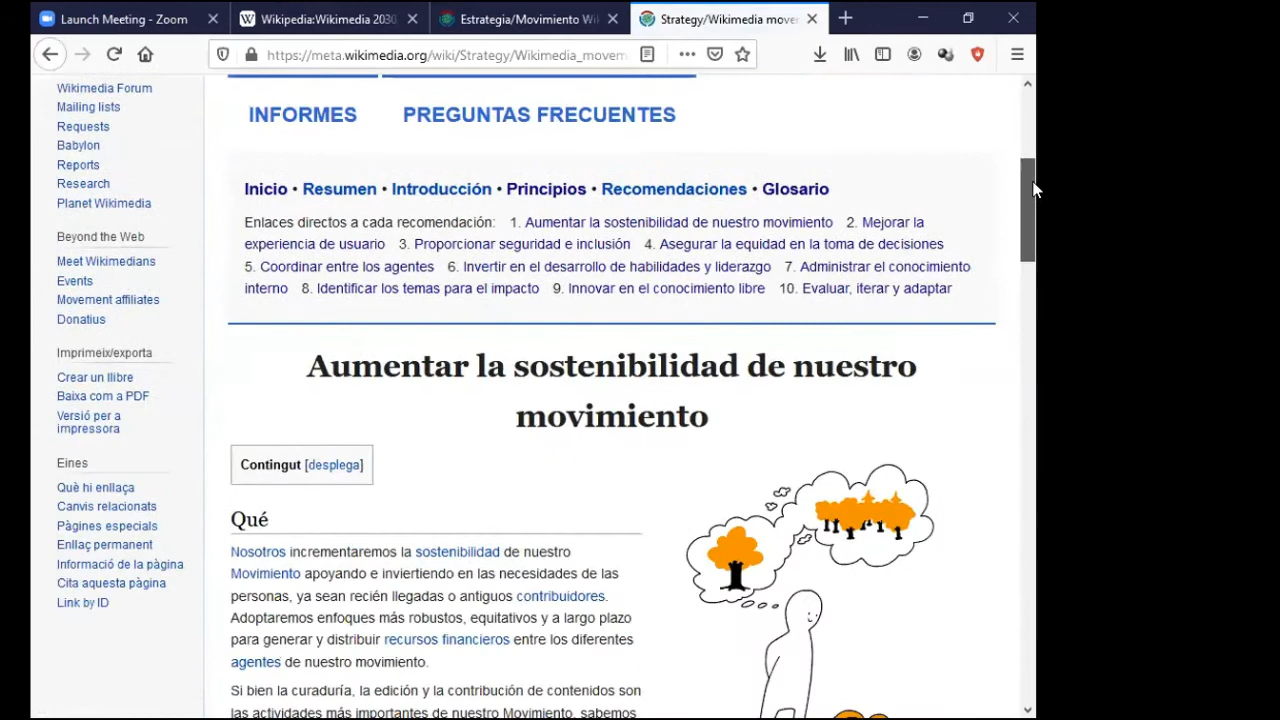 Launch Meeting - Zoom
Wikipedia:Wikimedia 2030
Estrategia/Movimiento Wi
Strategy/Wikimedia move
https://meta.wikimedia.org/wiki/Strategy/Wikimedia_movem
Wikimedia Forum
Mailing lists
Requests
Babylon
Reports
Research
Planet Wikimedia
Beyond the Web
Meet Wikimedians
Events
Movement affiliates
Donatius
Imprimeix/exporta
Crear un llibre
Baixa com a PDF
Versió per a
impressora
Eines
Què hi enllaça
Canvis relacionats
Pàgines especials
Enllaç permanent
Informació de la pàgina
Cita aquesta pàgina
Link by ID
INFORMES PREGUNTAS FRECUENTES
Inicio • Resumen • Introducción • Principios • Recomendaciones • Glosario
Enlaces directos a cada recomendación: 1. Aumentar la sostenibilidad de nuestro movimiento 2. Mejorar la
experiencia de usuario 3. Proporcionar seguridad e inclusión 4. Asegurar la equidad en la toma de decisiones
5. Coordinar entre los agentes 6. Invertir en el desarrollo de habilidades y liderazgo 7. Administrar el conocimiento
interno 8. Identificar los temas para el impacto 9. Innovar en el conocimiento libre 10. Evaluar, iterar y adaptar
Aumentar la sostenibilidad de nuestro
movimiento
Contingut [desplega]
Qué
Nosotros incrementaremos la sostenibilidad de nuestro
Movimiento apoyando e inviertiendo en las necesidades de las
personas, ya sean recién llegadas o antiguos contribuidores.
Adoptaremos enfoques más robustos, equitativos y a largo plazo
para generar y distribuir recursos financieros entre los diferentes
agentes de nuestro movimiento.
Si bien la curaduría, la edición y la contribución de contenidos son
las actividades más importantes de nuestro Movimiento, sabemos